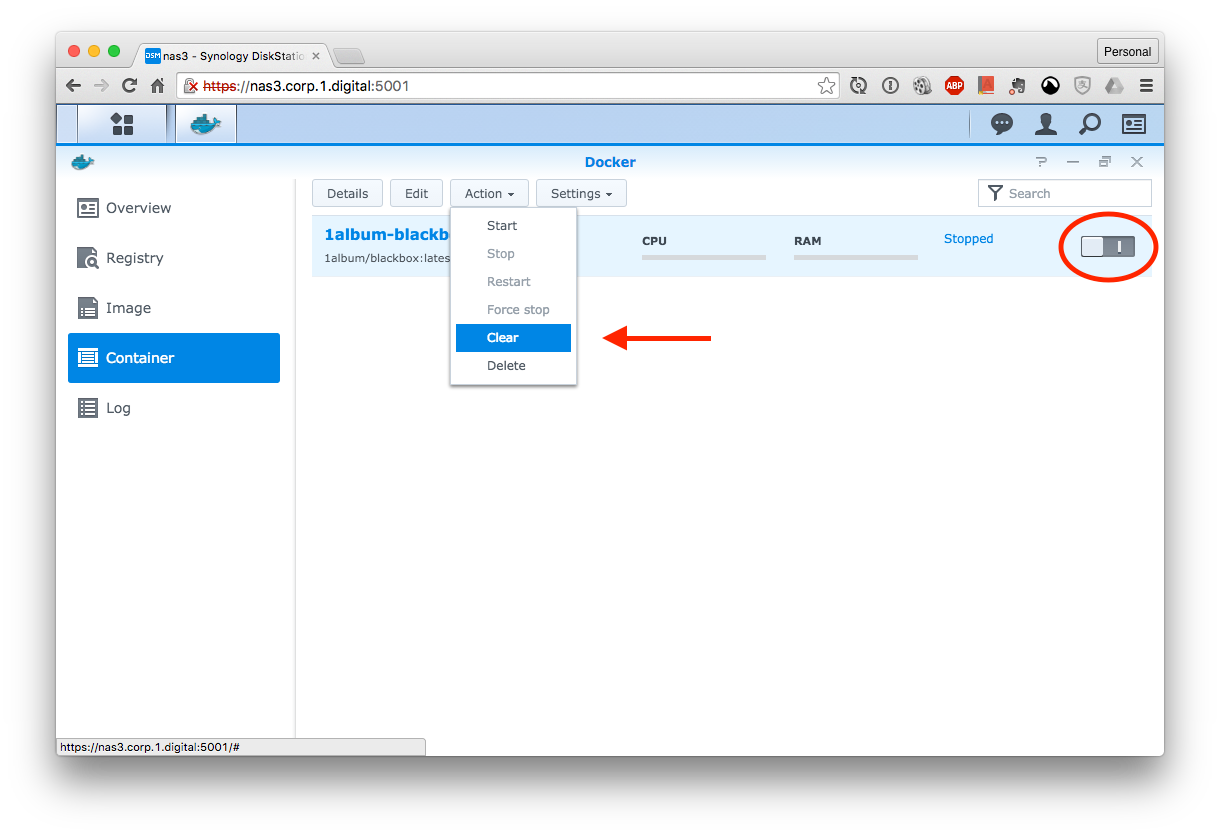 DSM nas3 - Synology DiskStatio
Personal
https://nas3.corp.1.digital:5001
ABP
Docker
Overview
Registry
Image
Container
Log
Details Edit Action Settings
Search
1album-blackb
1album/blackbox:lates
CPU
RAM
Stopped
Start
Stop
Restart
Force stop
Clear
Delete
https://nas3.corp.1.digital:5001/#